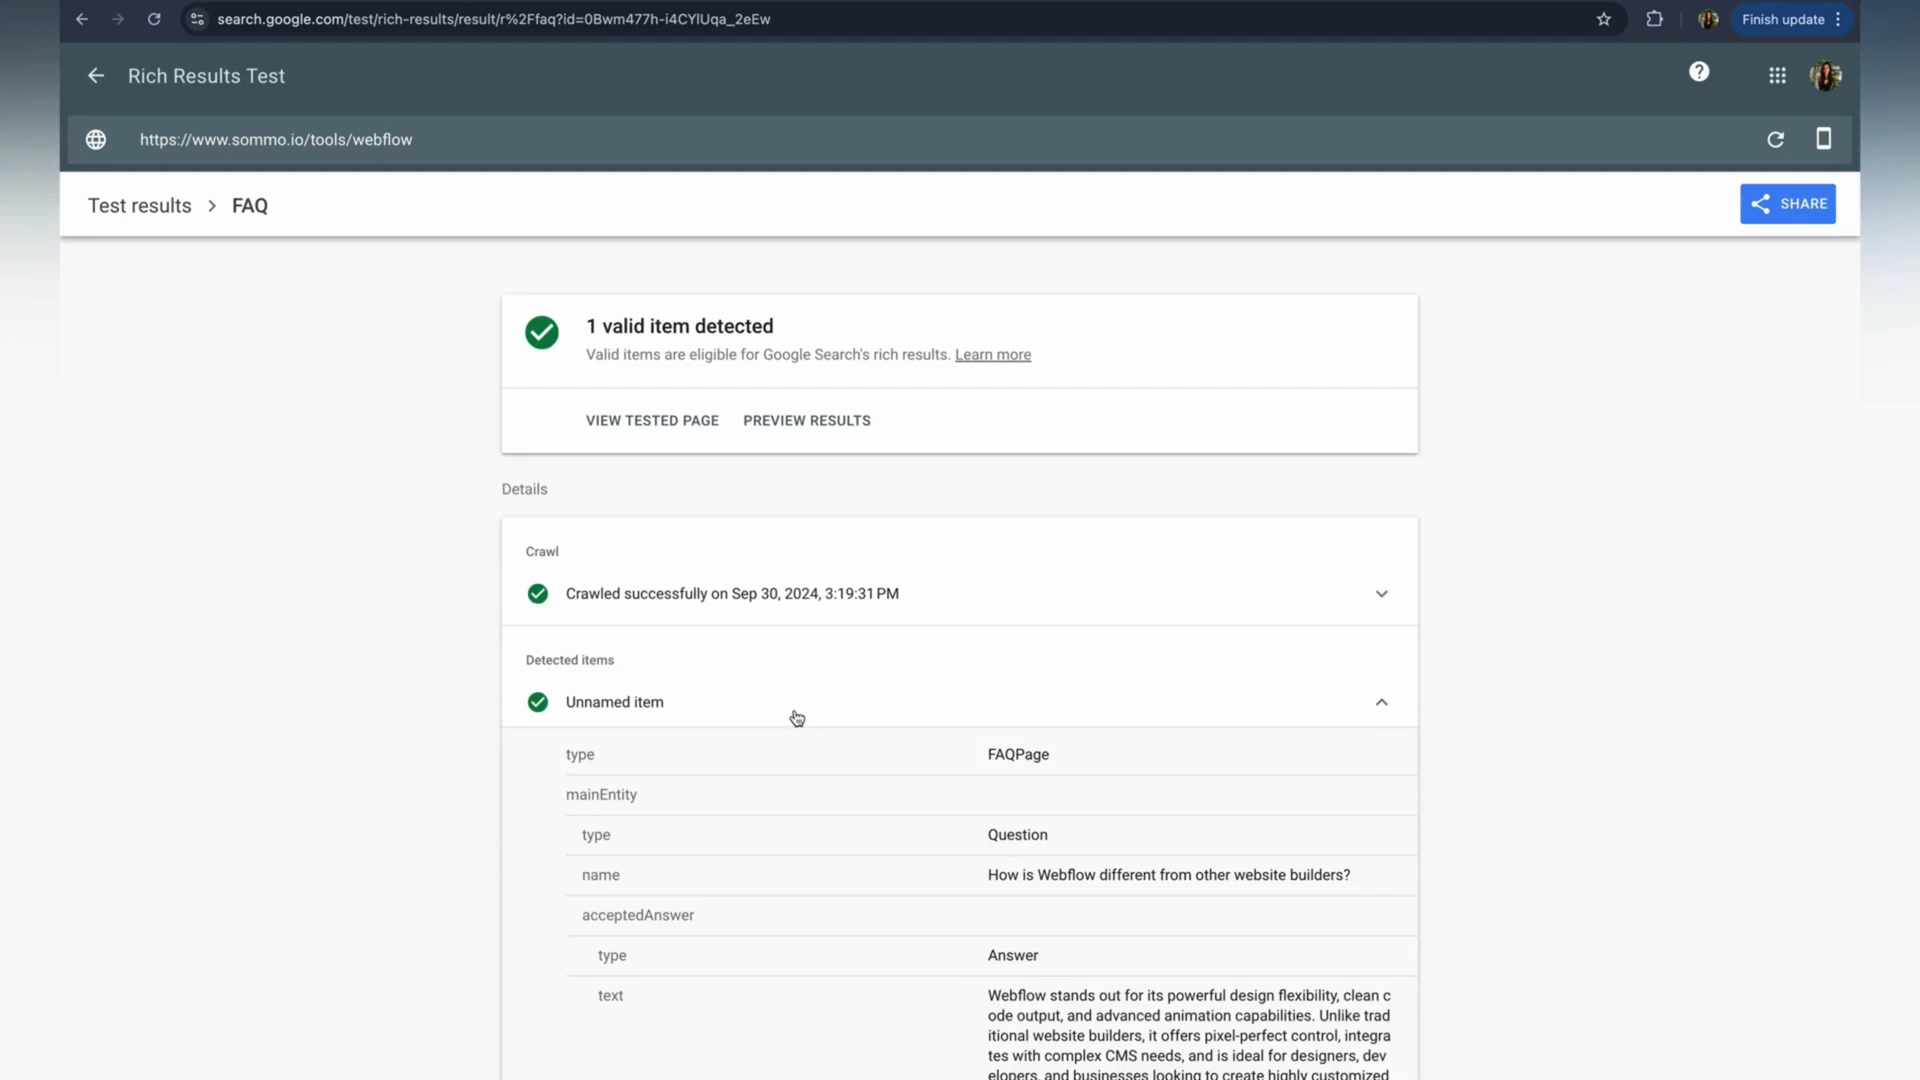 search.google.com/test/rich-results/result/r%2Ffaq?id=0Bwm477h-i4CYlUqa_2eEw
Finish update
Rich Results Test
https://www.sommo.io/tools/webflow
Test results > FAQ
SHARE
1 valid item detected
Valid items are eligible for Google Search's rich results. Learn more
VIEW TESTED PAGE PREVIEW RESULTS
Details
Crawl
Crawled successfully on Sep 30, 2024, 3:19:31 PM
Detected items
Unnamed item
type FAQPage
mainEntity
type Question
name How is Webflow different from other website builders?
acceptedAnswer
type Answer
text Webflow stands out for its powerful design flexibility, clean c
ode output, and advanced animation capabilities. Unlike trad
itional website builders, it offers pixel-perfect control, integra
tes with complex CMS needs, and is ideal for designers, dev
elopers, and businesses looking to create highly customized